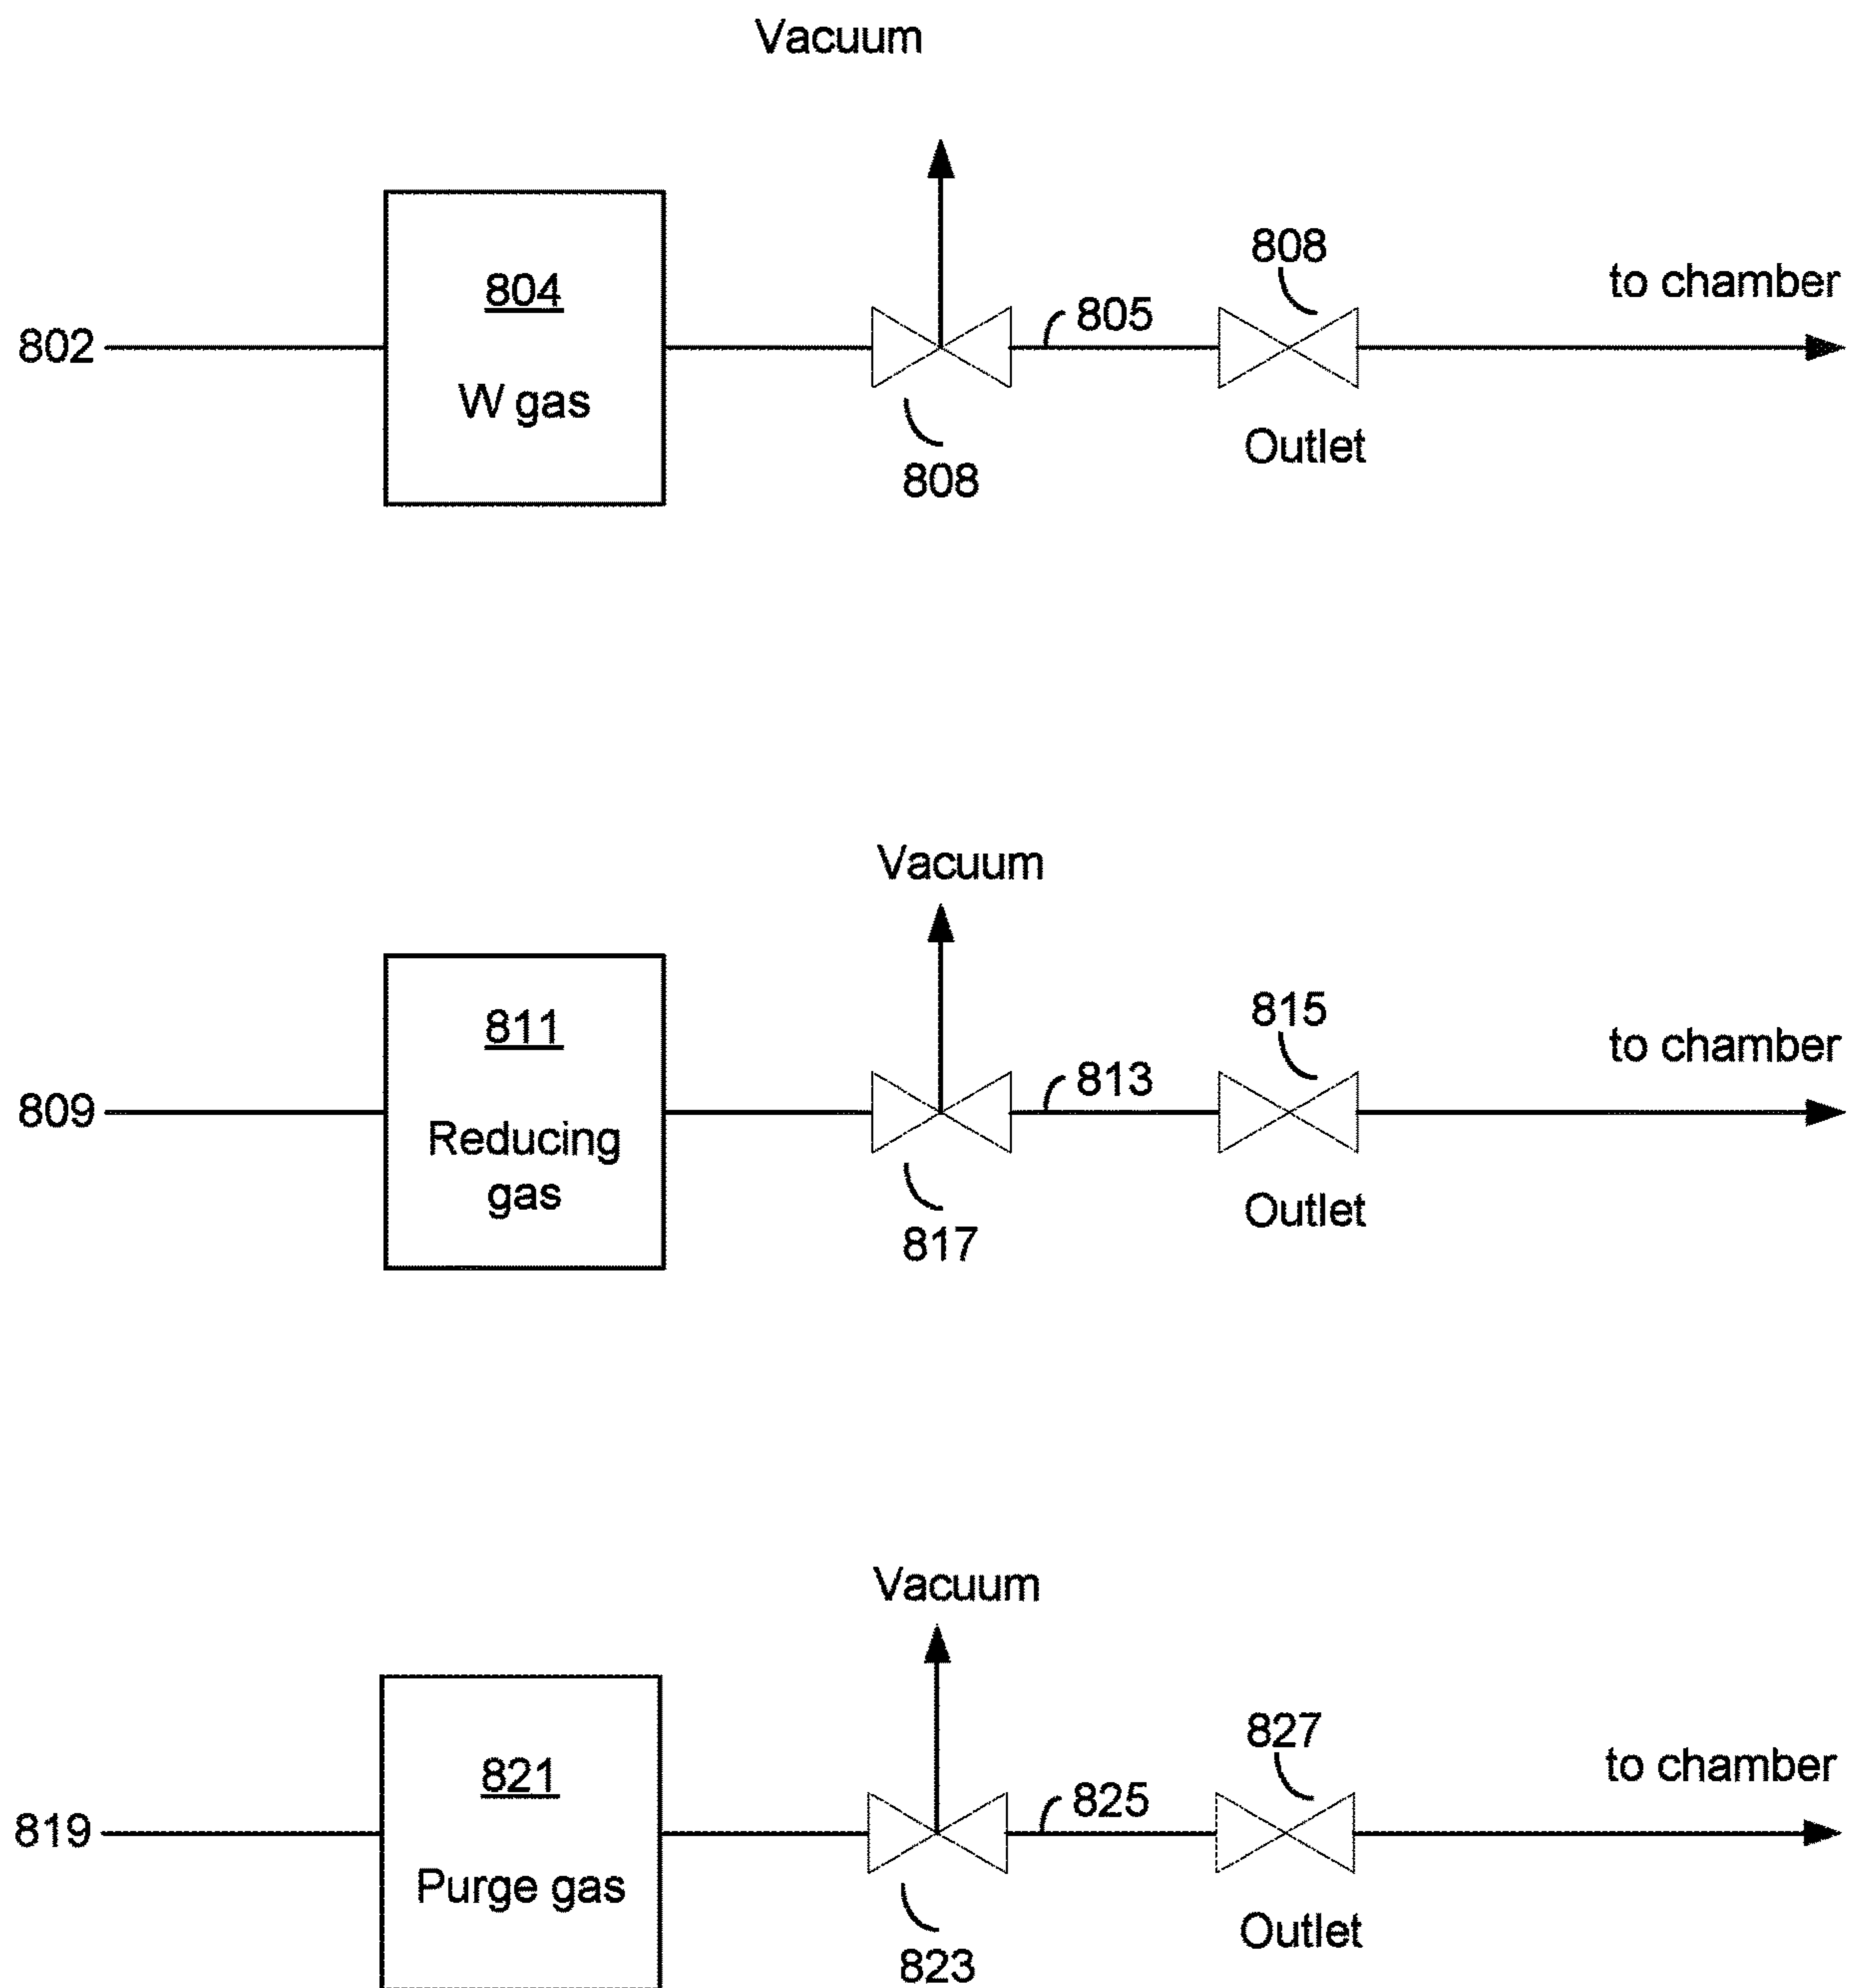 Vacuum
808
to chamber
804
805
802
W gas
Outlet
808
Vacuum
815
811
to chamber
813
809
Reducing
gas
Outlet
817
Vacuum
827
to chamber
821
825
819
Purge gas
Outlet
823